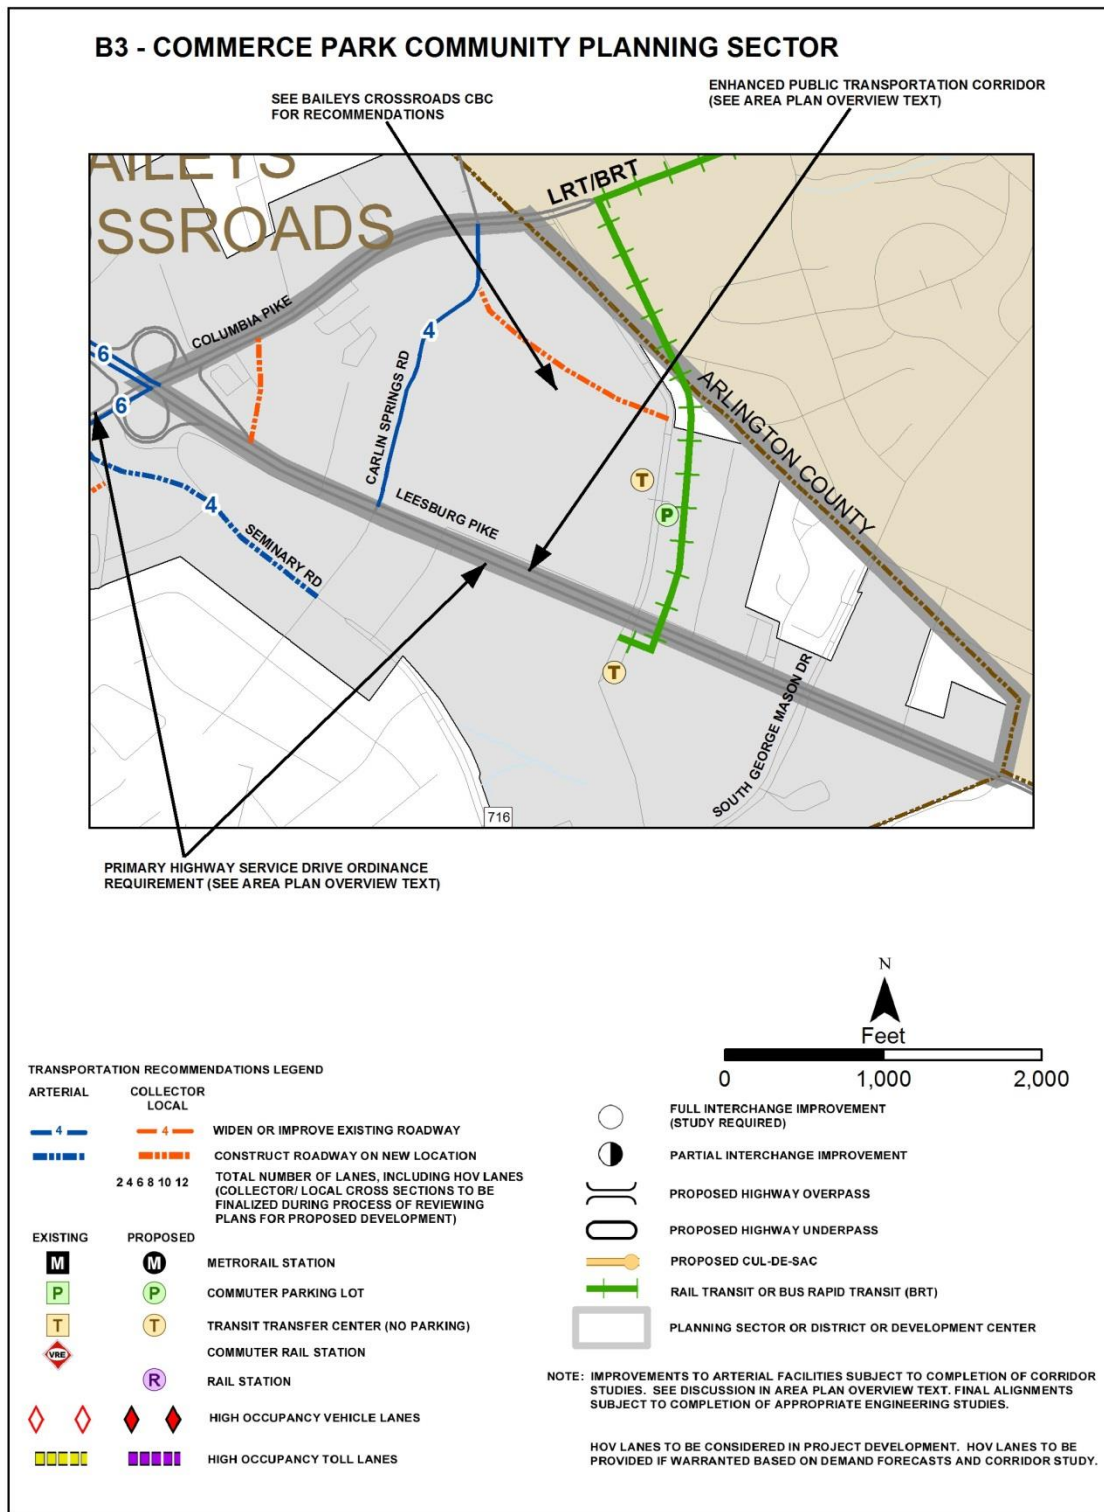 B3 - COMMERCE PARK COMMUNITY PLANNING SECTOR
SEE BAILEYS CROSSROADS CBC
FOR RECOMMENDATIONS
ENHANCED PUBLIC TRANSPORTATION CORRIDOR
(SEE AREA PLAN OVERVIEW TEXT)
AILEYS
SSROADS
LRT/BRT
COLUMBIA PIKE
6
6
4
CARLIN SPRINGS RD
ARLINGTON COUNTY
LEESBURG PIKE
4
SEMINARY RD
T
P
T
SOUTH GEORGE MASON DR
716
PRIMARY HIGHWAY SERVICE DRIVE ORDINANCE
REQUIREMENT (SEE AREA PLAN OVERVIEW TEXT)
N
Feet
0 1,000 2,000
TRANSPORTATION RECOMMENDATIONS LEGEND
ARTERIAL COLLECTOR
LOCAL
4 4 WIDEN OR IMPROVE EXISTING ROADWAY
CONSTRUCT ROADWAY ON NEW LOCATION
2 4 6 8 10 12 TOTAL NUMBER OF LANES, INCLUDING HOV LANES
(COLLECTOR/ LOCAL CROSS SECTIONS TO BE
FINALIZED DURING PROCESS OF REVIEWING
PLANS FOR PROPOSED DEVELOPMENT)
EXISTING PROPOSED
M M METRORAIL STATION
P P COMMUTER PARKING LOT
T T TRANSIT TRANSFER CENTER (NO PARKING)
VRE COMMUTER RAIL STATION
R RAIL STATION
HIGH OCCUPANCY VEHICLE LANES
HIGH OCCUPANCY TOLL LANES
FULL INTERCHANGE IMPROVEMENT
(STUDY REQUIRED)
PARTIAL INTERCHANGE IMPROVEMENT
PROPOSED HIGHWAY OVERPASS
PROPOSED HIGHWAY UNDERPASS
PROPOSED CUL-DE-SAC
RAIL TRANSIT OR BUS RAPID TRANSIT (BRT)
PLANNING SECTOR OR DISTRICT OR DEVELOPMENT CENTER
NOTE: IMPROVEMENTS TO ARTERIAL FACILITIES SUBJECT TO COMPLETION OF CORRIDOR
STUDIES. SEE DISCUSSION IN AREA PLAN OVERVIEW TEXT. FINAL ALIGNMENTS
SUBJECT TO COMPLETION OF APPROPRIATE ENGINEERING STUDIES.
HOV LANES TO BE CONSIDERED IN PROJECT DEVELOPMENT. HOV LANES TO BE
PROVIDED IF WARRANTED BASED ON DEMAND FORECASTS AND CORRIDOR STUDY.